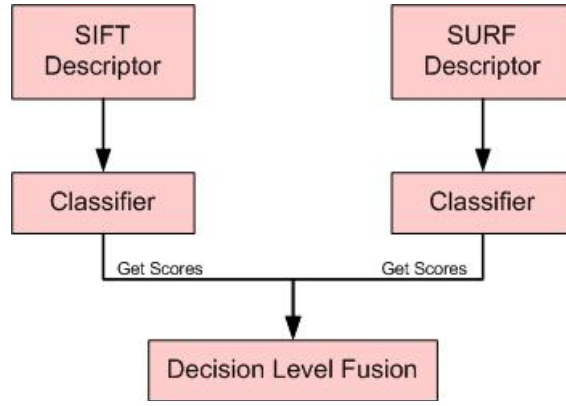 SIFT
Descriptor
SURF
Descriptor
Classifier
Classifier
Get Scores
Get Scores
Decision Level Fusion